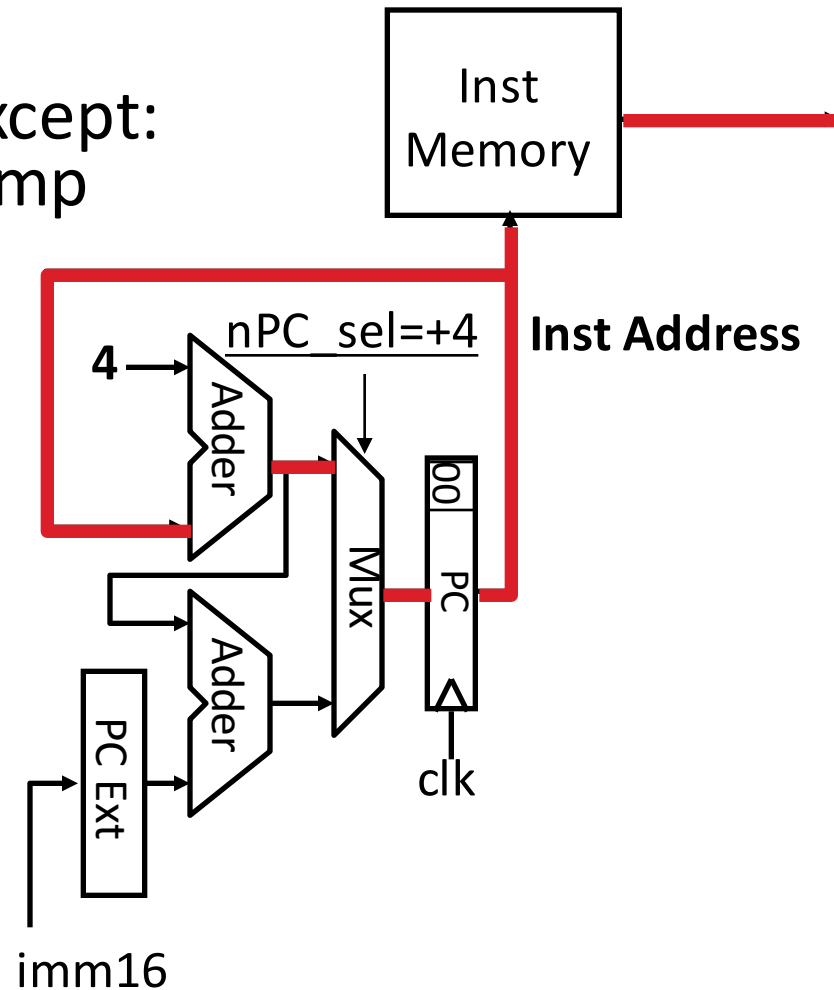 xcept:
mp
Inst
Memory
nPC_sel=+4
Inst Address
4
Adder
00
PC
Mux
Adder
PC Ext
clk
imm16